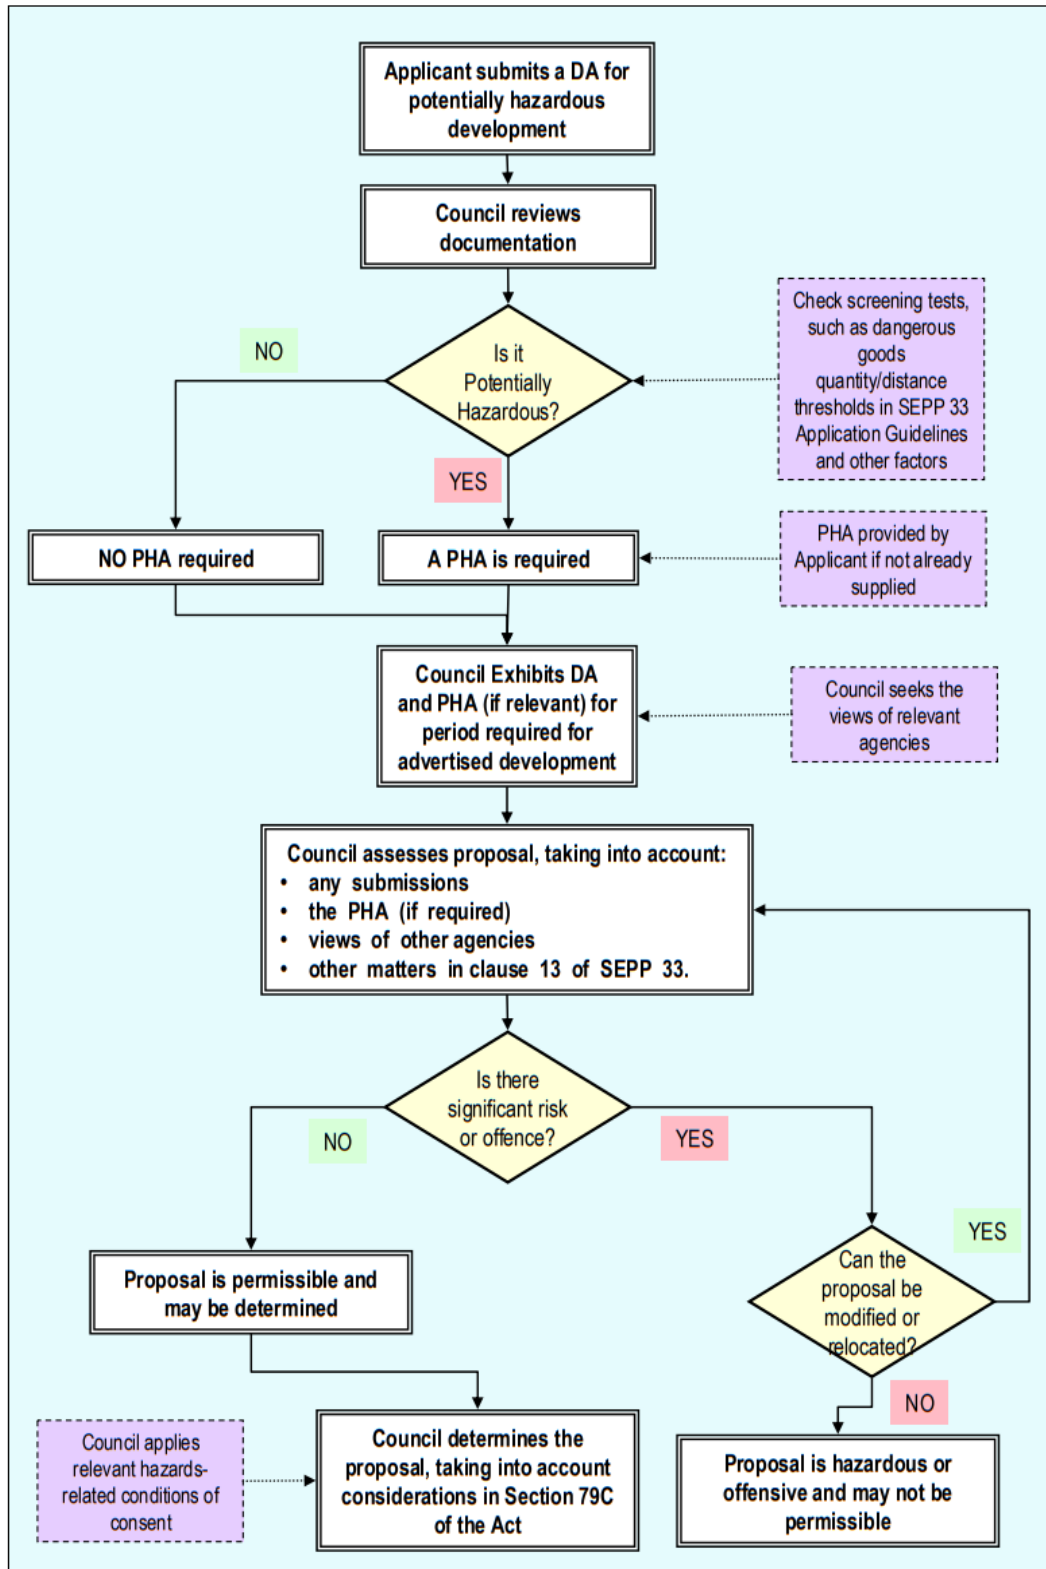 Applicant submits a DA for
potentially hazardous
development
Council reviews
documentation
Check screening tests,
such as dangerous
goods
quantity/distance
thresholds in SEPP 33
Application Guidelines
and other factors
NO
Is it
Potentially
Hazardous?
YES
NO PHA required
A PHA is required
PHA provided by
Applicant if not already
supplied
Council Exhibits DA
and PHA (if relevant) for
period required for
advertised development
Council seeks the
views of relevant
agencies
Council assesses proposal, taking into account:
• any submissions
• the PHA (if required)
• views of other agencies
• other matters in clause 13 of SEPP 33.
Is there
significant risk
or offence?
NO
YES
YES
Can the
proposal be
modified or
relocated?
Proposal is permissible and
may be determined
NO
Council applies
relevant hazards-
related conditions of
consent
Council determines the
proposal, taking into account
considerations in Section 79C
of the Act
Proposal is hazardous or
offensive and may not be
permissible